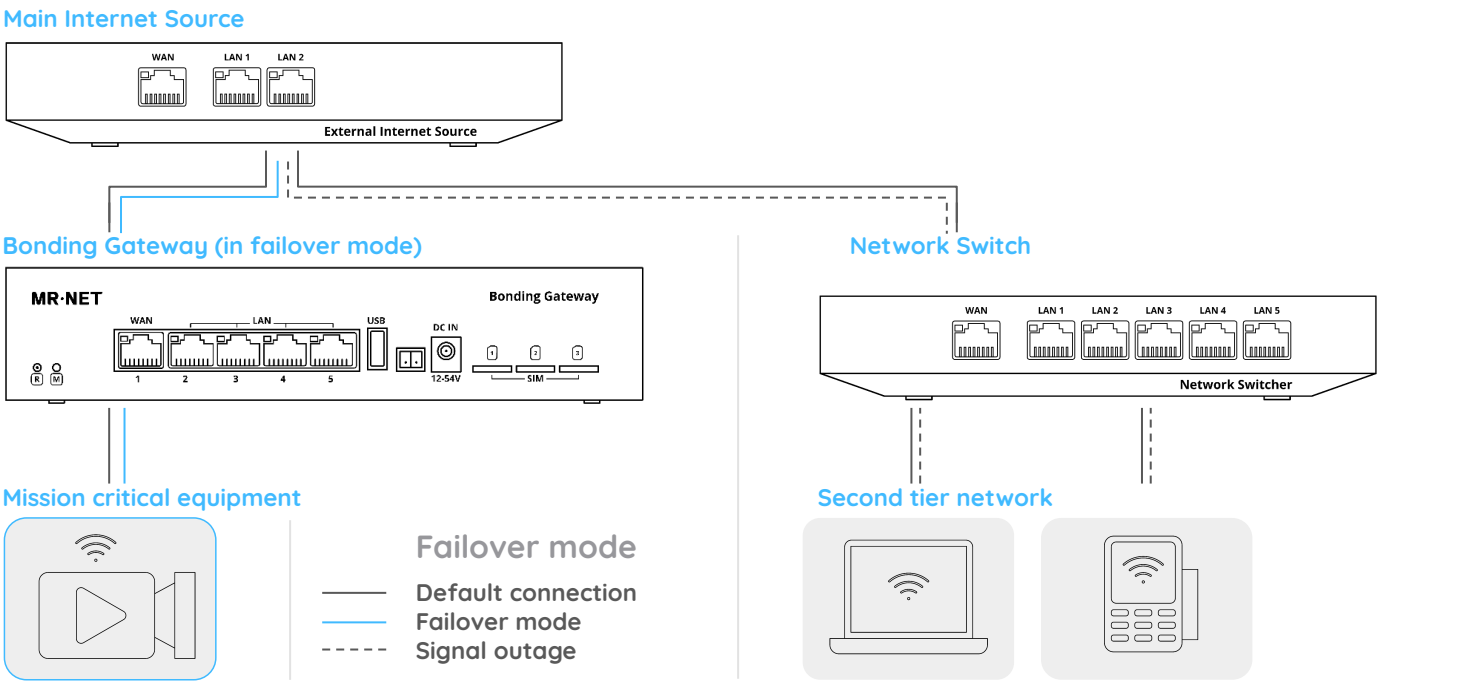 Main Internet Source
WAN LAN 1 LAN 2
External Internet Source
Bonding Gateway (in failover mode)
MR·NET
Bonding Gateway
WAN LAN USB DC IN
1 2 3
R M
1 2 3 4 5 12-54V SIM
Network Switch
WAN LAN 1 LAN 2 LAN 3 LAN 4 LAN 5
Network Switcher
Mission critical equipment
Failover mode
Default connection
Failover mode
Signal outage
Second tier network